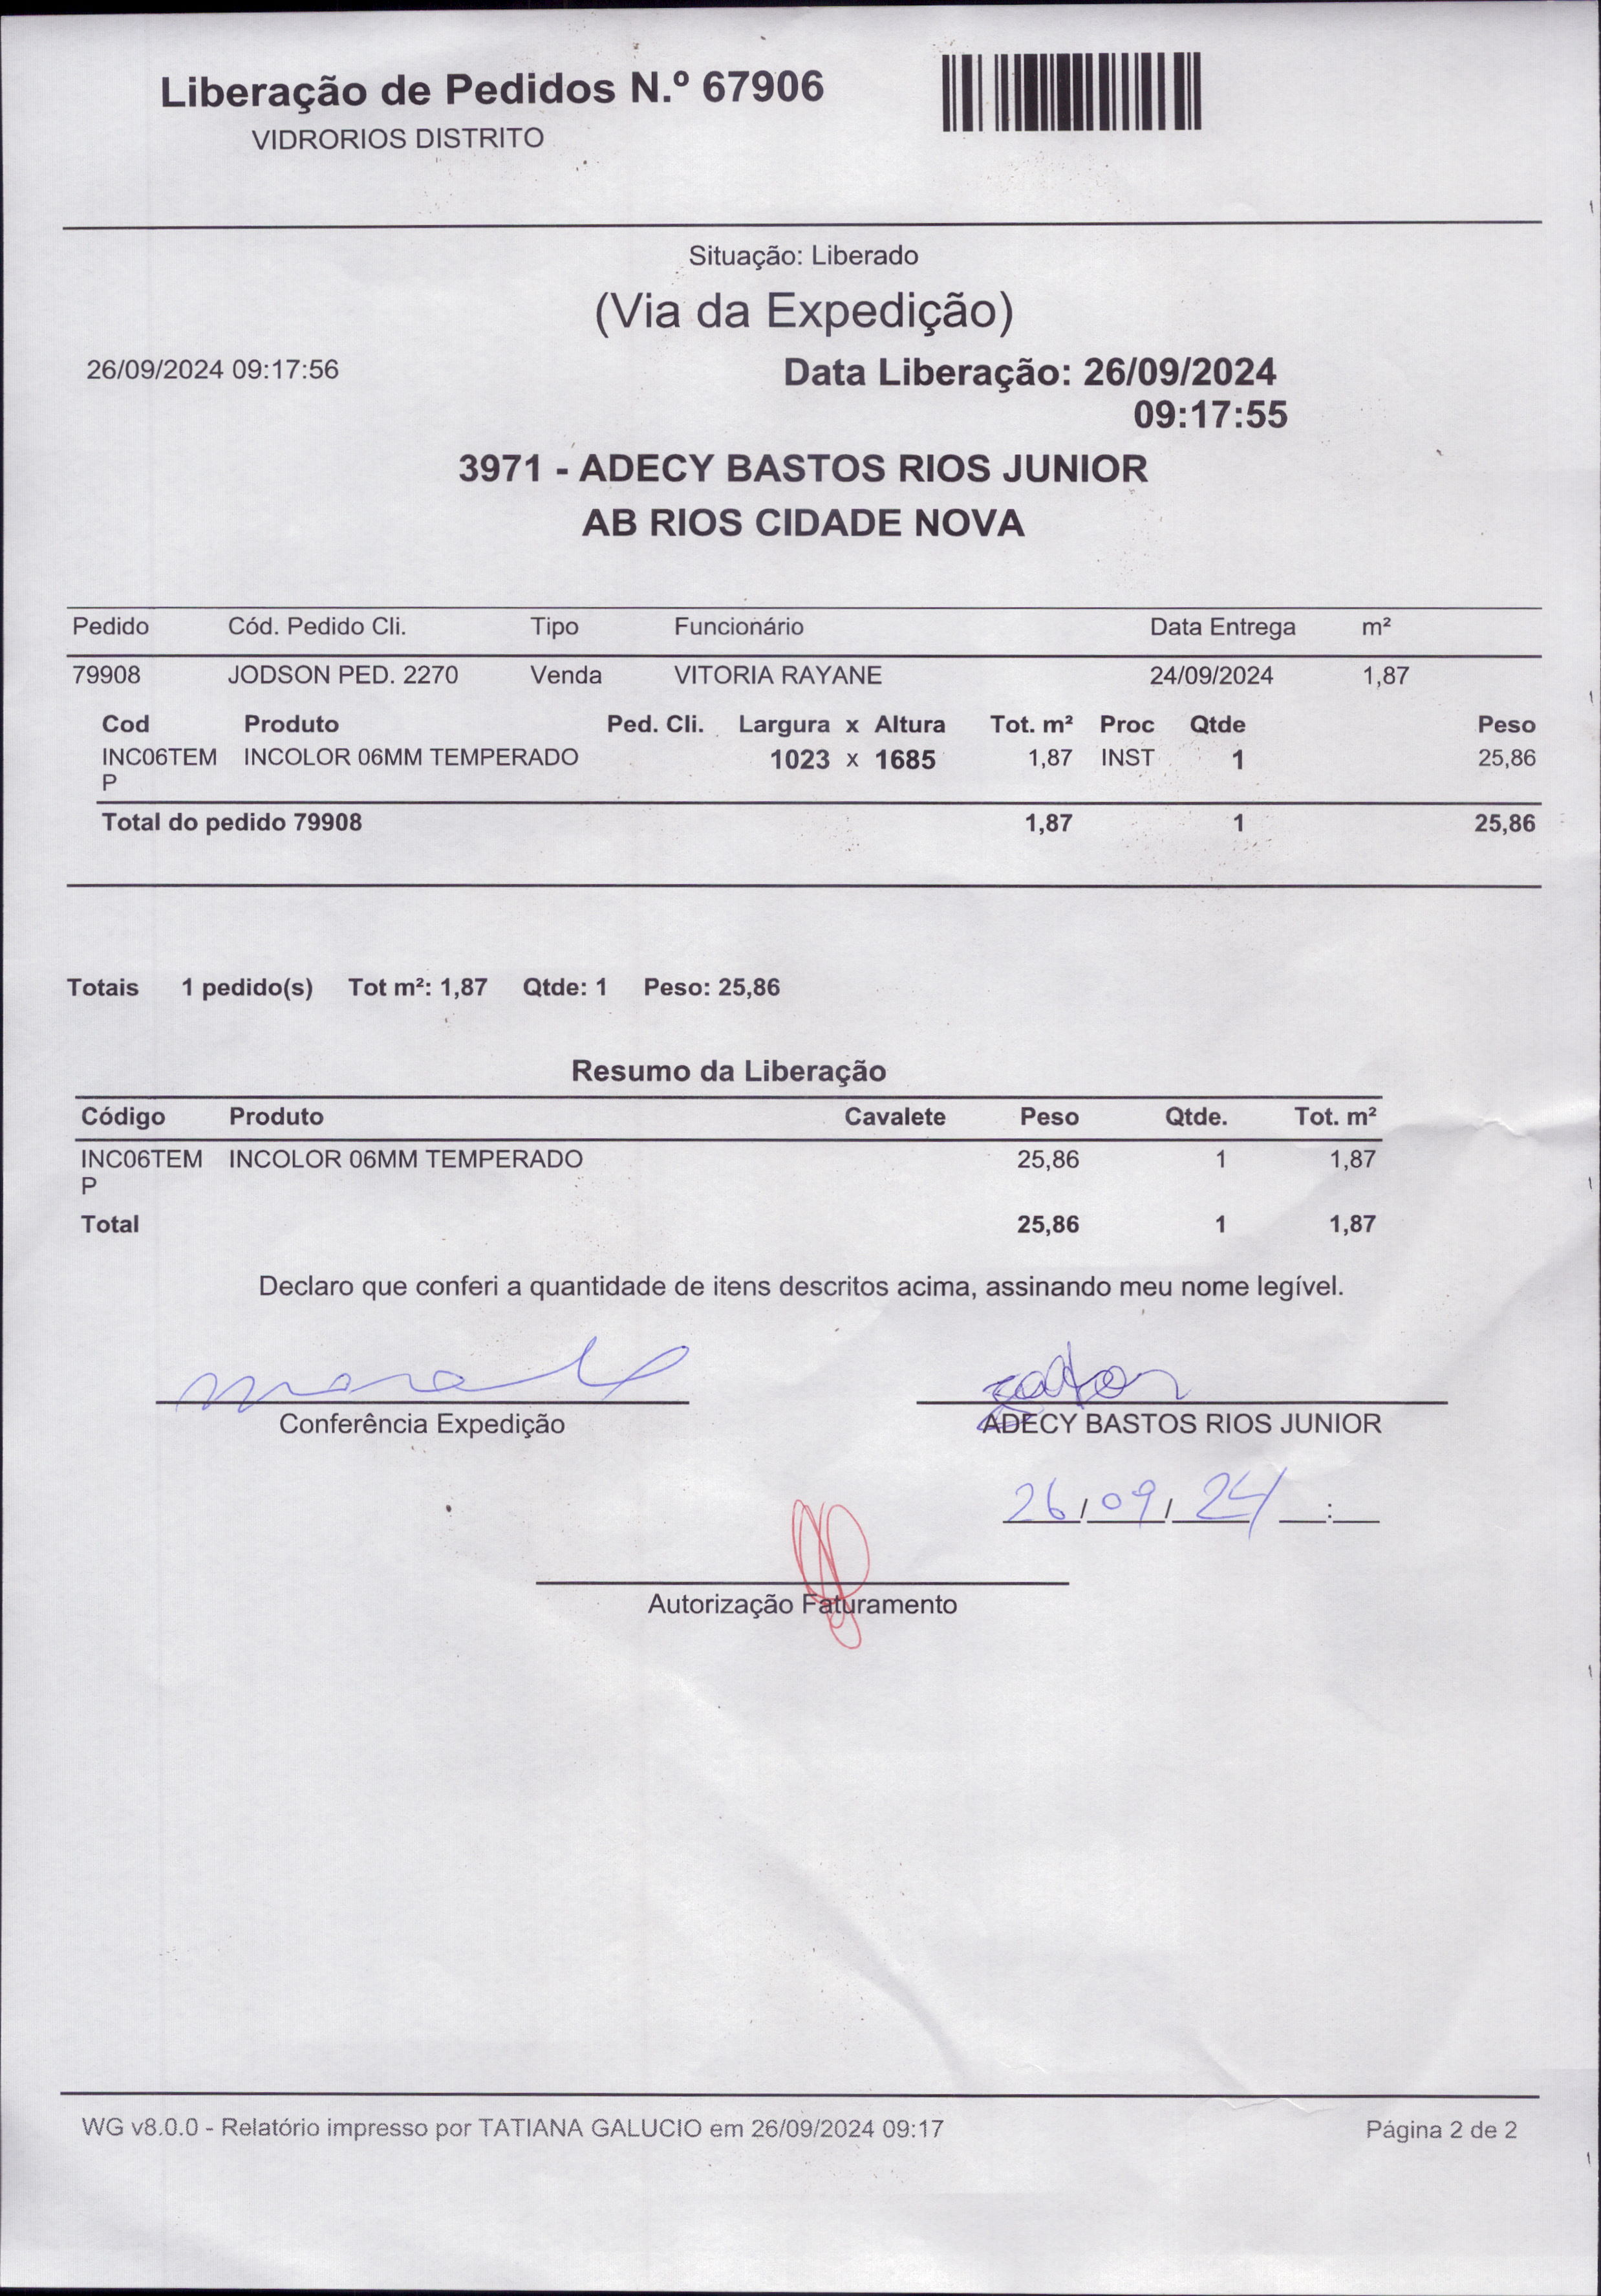 Liberação de Pedidos N.º 67906
VIDRORIOS DISTRITO
Situação: Liberado
(Via da Expedição)
26/09/2024 09:17:56 Data Liberação: 26/09/2024
09:17:55
3971 - ADECY BASTOS RIOS JUNIOR
AB RIOS CIDADE NOVA
Pedido Cód. Pedido Cli. Tipo Funcionário Data Entrega m²
79908 JODSON PED. 2270 Venda VITORIA RAYANE 24/09/2024 1,87
Cod Produto Ped. Cli. Largura x Altura Tot. m² Proc Qtde Peso
INC06TEM INCOLOR 06MM TEMPERADO 1023 x 1685 1,87 INST 1 25,86
P
Total do pedido 79908 1,87 1 25,86
Totais 1 pedido(s) Tot m²: 1,87 Qtde: 1 Peso: 25,86
Resumo da Liberação
Código Produto Cavalete Peso Qtde. Tot. m²
INC06TEM INCOLOR 06MM TEMPERADO 25,86 1 1,87
P
Total 25,86 1 1,87
Declaro que conferi a quantidade de itens descritos acima, assinando meu nome legível.
Conferência Expedição ADECY BASTOS RIOS JUNIOR
26/09/24/ :
Autorização Faturamento
WG v8.0.0 - Relatório impresso por TATIANA GALUCIO em 26/09/2024 09:17 Página 2 de 2